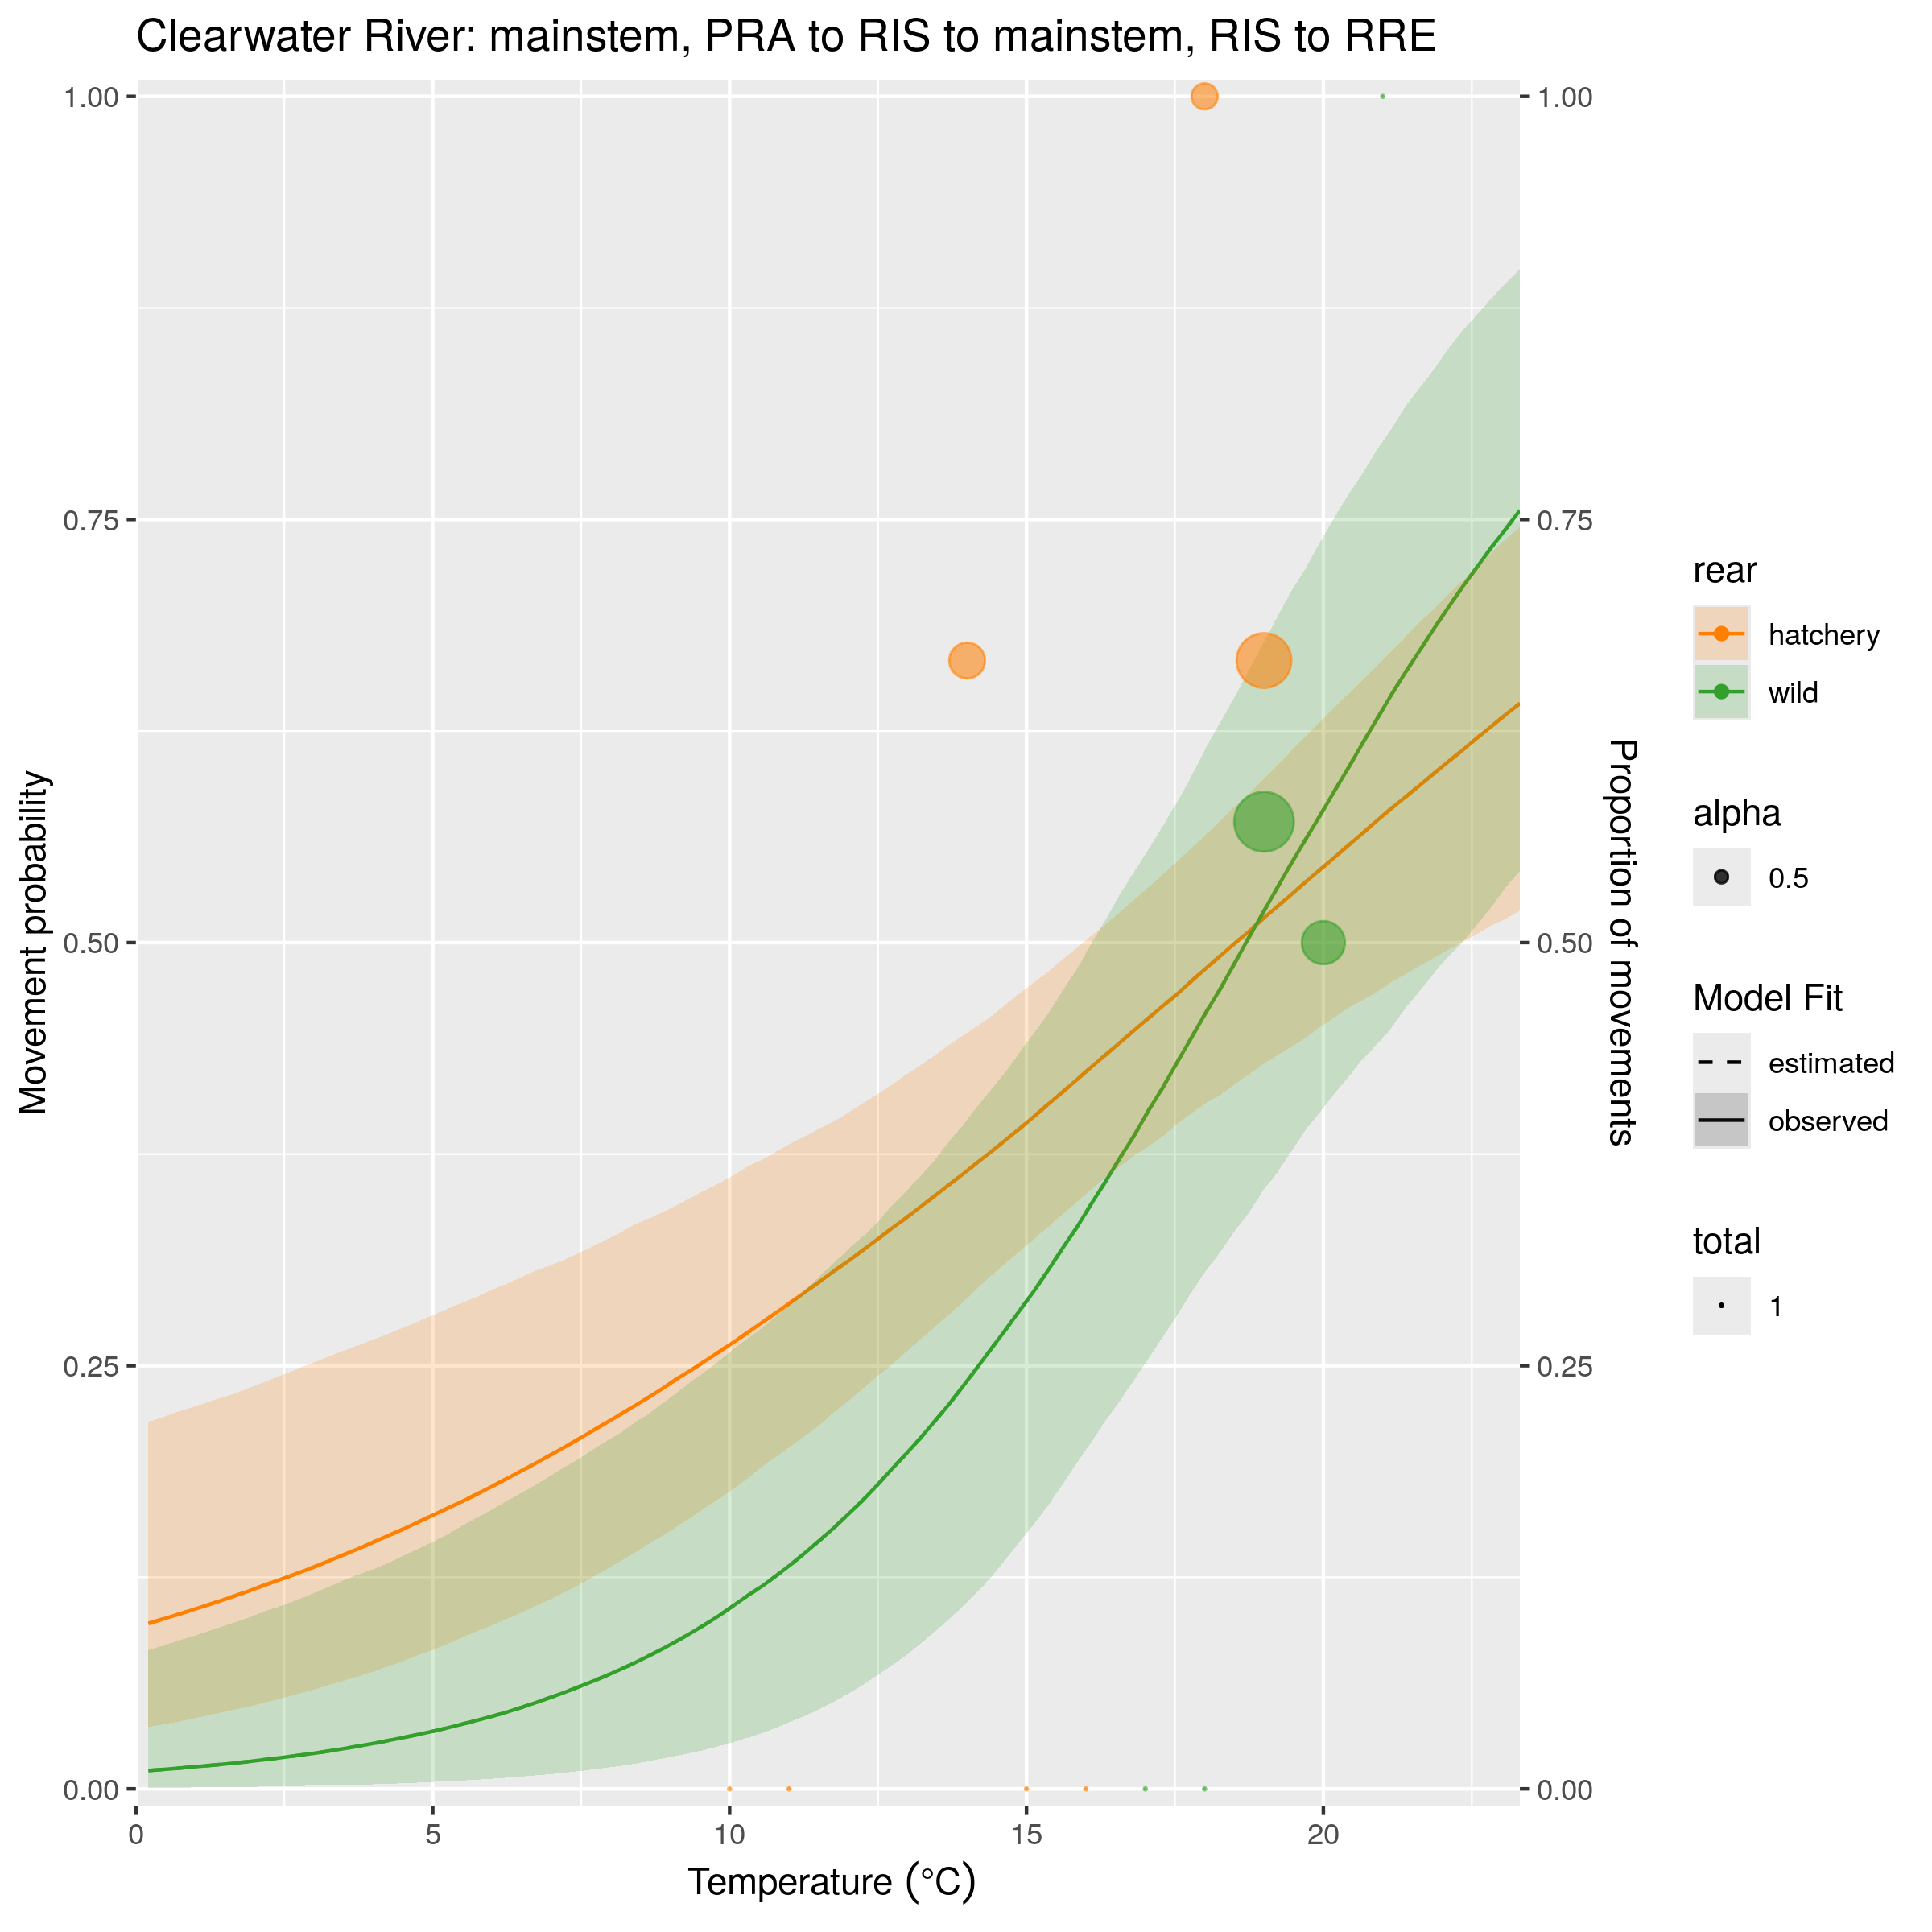 Clearwater River: mainstem, PRA to RIS to mainstem, RIS to RRE
Movement probability
1.00
0.75
0.50
0.25
0.00
0
5
10
15
20
Temperature (°C)
1.00
0.75
0.50
0.25
0.00
Proportion of movements
rear
hatchery
wild
alpha
0.5
Model Fit
estimated
observed
total
1